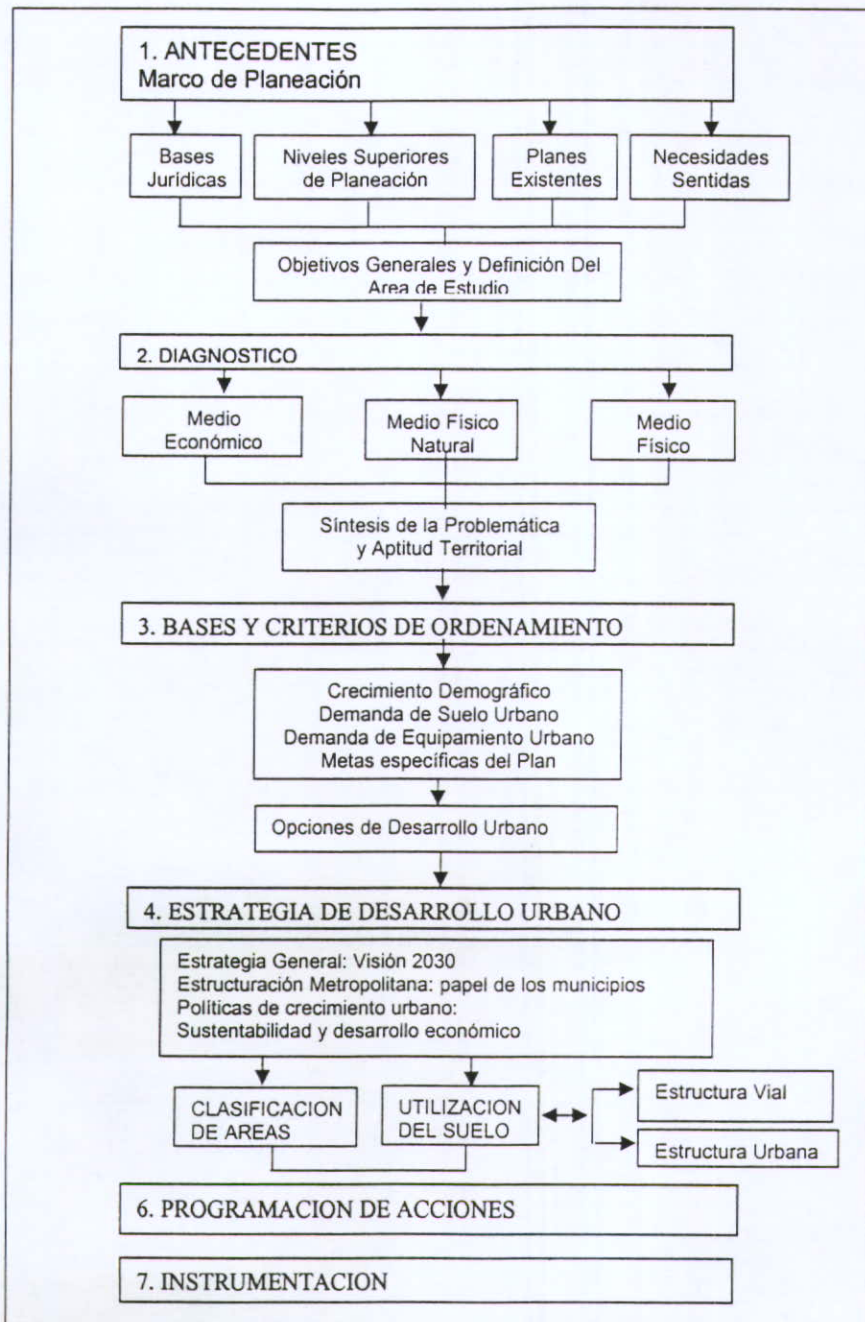 1. ANTECEDENTES
Marco de Planeación
Bases
Jurídicas
Niveles Superiores
de Planeación
Planes
Existentes
Necesidades
Sentidas
Objetivos Generales y Definición Del
Area de Estudio
2. DIAGNOSTICO
Medio
Económico
Medio Físico
Natural
Medio
Físico
Síntesis de la Problemática
y Aptitud Territorial
3. BASES Y CRITERIOS DE ORDENAMIENTO
Crecimiento Demográfico
Demanda de Suelo Urbano
Demanda de Equipamiento Urbano
Metas específicas del Plan
Opciones de Desarrollo Urbano
4. ESTRATEGIA DE DESARROLLO URBANO
Estrategia General: Visión 2030
Estructuración Metropolitana: papel de los municipios
Políticas de crecimiento urbano:
Sustentabilidad y desarrollo económico
CLASIFICACION
DE AREAS
UTILIZACION
DEL SUELO
Estructura Vial
Estructura Urbana
6. PROGRAMACION DE ACCIONES
7. INSTRUMENTACION